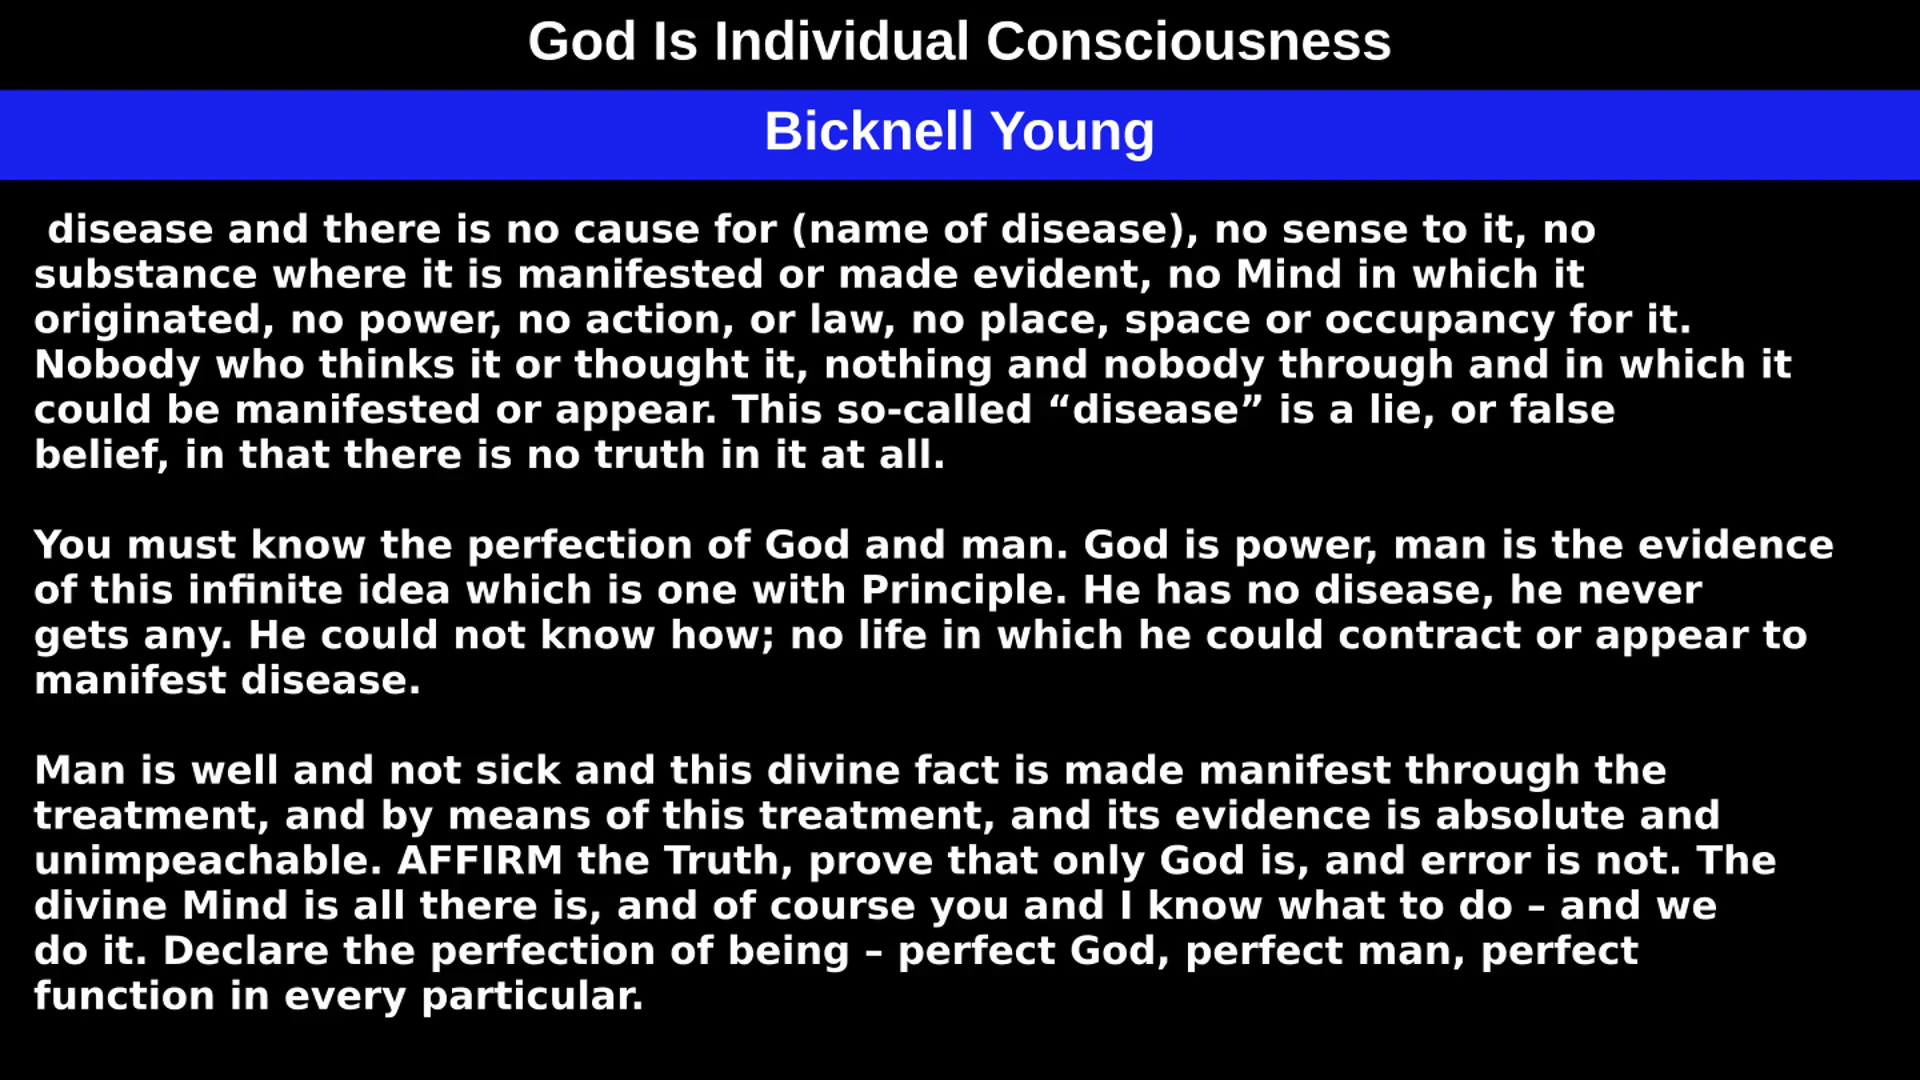 God Is Individual Consciousness
Bicknell Young
disease and there is no cause for (name of disease), no sense to it, no
substance where it is manifested or made evident, no Mind in which it
originated, no power, no action, or law, no place, space or occupancy for it.
Nobody who thinks it or thought it, nothing and nobody through and in which it
could be manifested or appear. This so-called “disease” is a lie, or false
belief, in that there is no truth in it at all.
You must know the perfection of God and man. God is power, man is the evidence
of this infinite idea which is one with Principle. He has no disease, he never
gets any. He could not know how; no life in which he could contract or appear to
manifest disease.
Man is well and not sick and this divine fact is made manifest through the
treatment, and by means of this treatment, and its evidence is absolute and
unimpeachable. AFFIRM the Truth, prove that only God is, and error is not. The
divine Mind is all there is, and of course you and I know what to do – and we
do it. Declare the perfection of being – perfect God, perfect man, perfect
function in every particular.